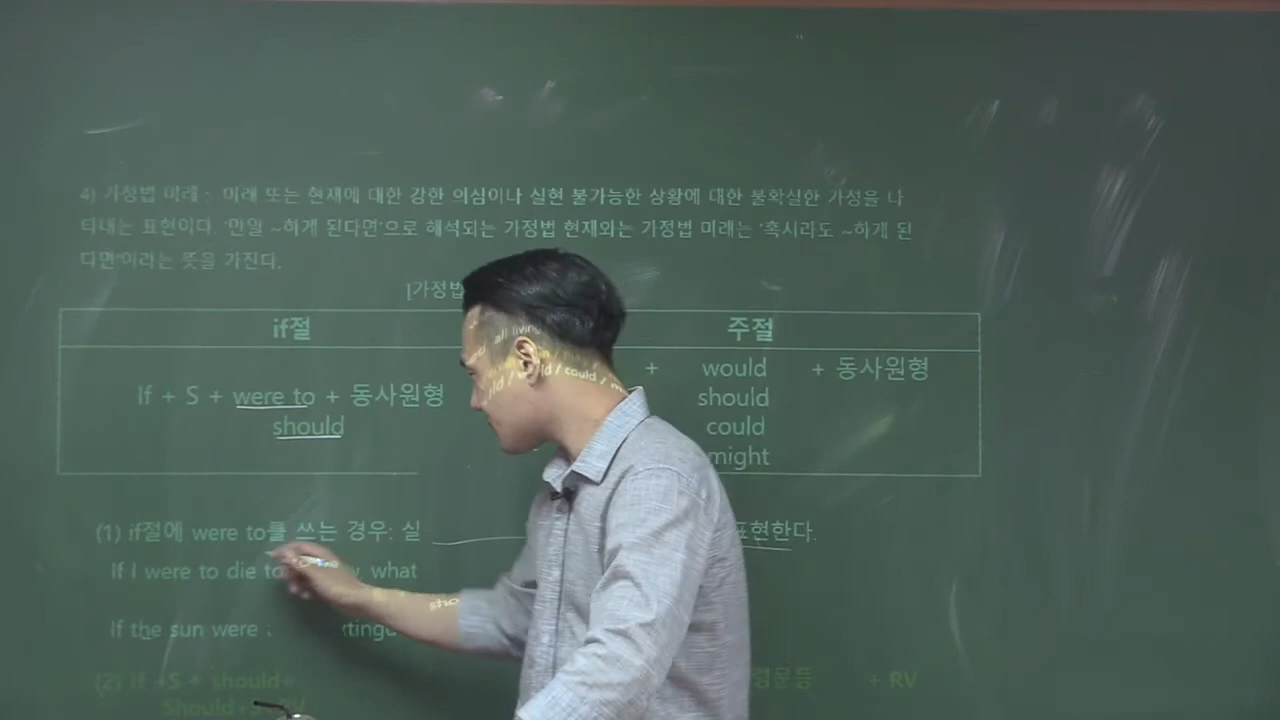 4) 가정법 미래 : 미래 또는 현재에 대한 강한 의심이나 실현 불가능한 상황에 대한 불확실한 가정을 나
타내는 표현이다. '만일 ~하게 된다면'으로 해석되는 가정법 현재와는 가정법 미래는 '혹시라도 ~하게 된
다면'이라는 뜻을 가진다.
[가정법
if절 주절
If + S + were to + 동사원형 + would + 동사원형
should should
could
might
(1) if절에 were to를 쓰는 경우: 실 표현한다.
If I were to die what
If the sun were
(2) If +S + should+ + RV